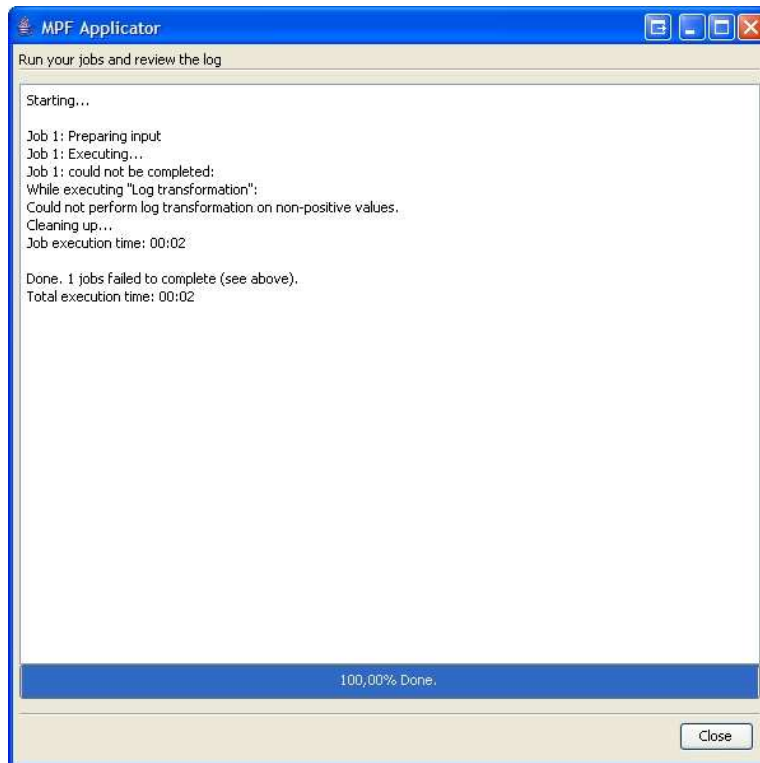 MPF Applicator
Run your jobs and review the log
Starting...
Job 1: Preparing input
Job 1: Executing...
Job 1: could not be completed:
While executing "Log transformation":
Could not perform log transformation on non-positive values.
Cleaning up...
Job execution time: 00:02
Done. 1 jobs failed to complete (see above).
Total execution time: 00:02
100,00% Done.
Close